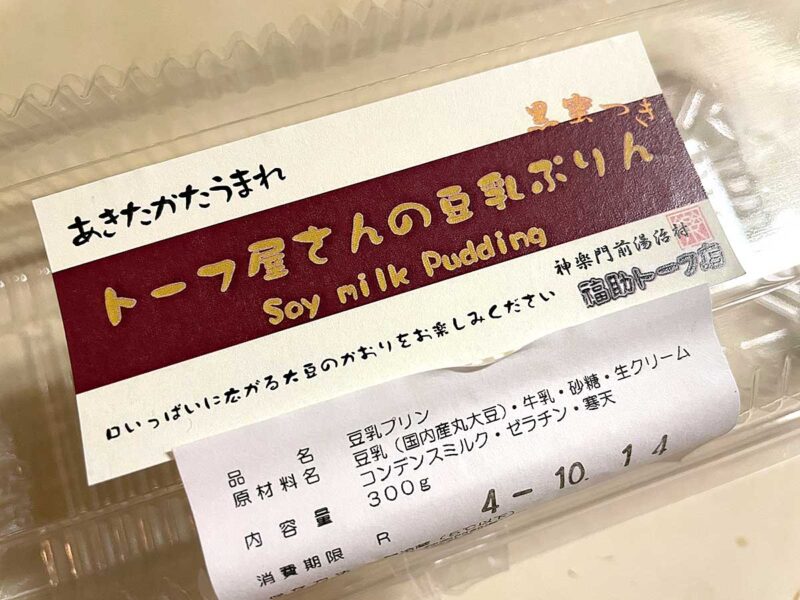 黒蜜つき
あきたかたうまれ
トーフ屋さんの豆乳ぷりん
Soy milk Pudding
神楽門前湯治村
福助トーフ店
口いっぱいに広がる大豆のかおりをお楽しみください
品名 豆乳プリン
原材料名 豆乳(国内産丸大豆)・牛乳・砂糖・生クリーム
コンデンスミルク・ゼラチン・寒天
内容量 300g
消費期限 R 4-10.14